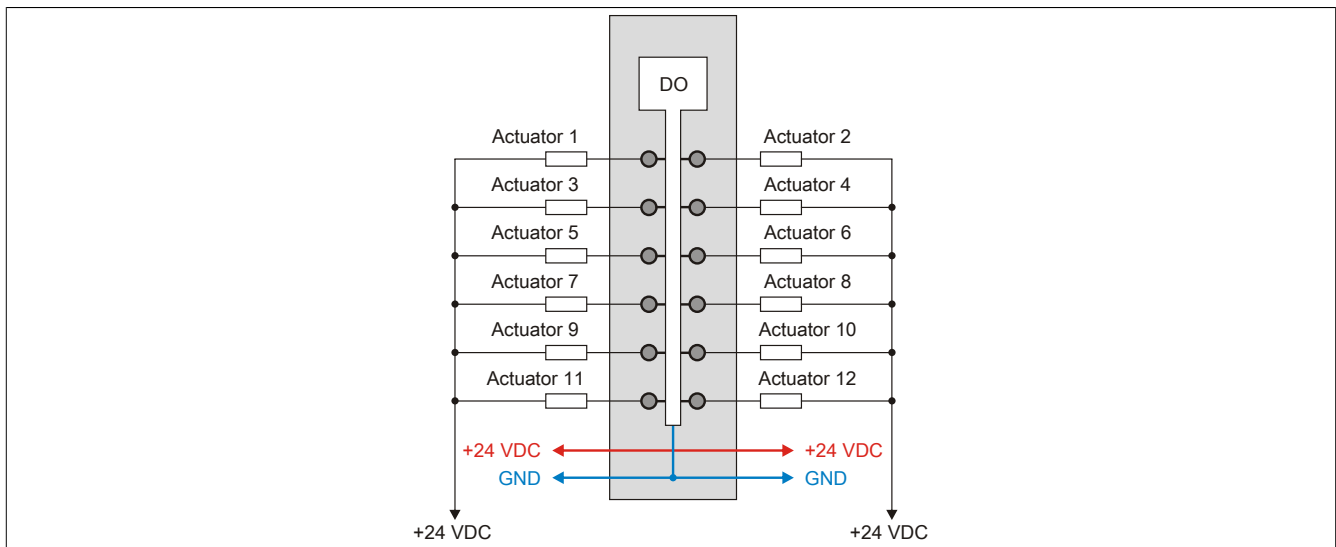 DO
Actuator 1 Actuator 2
Actuator 3 Actuator 4
Actuator 5 Actuator 6
Actuator 7 Actuator 8
Actuator 9 Actuator 10
Actuator 11 Actuator 12
+24 VDC +24 VDC
GND GND
+24 VDC +24 VDC